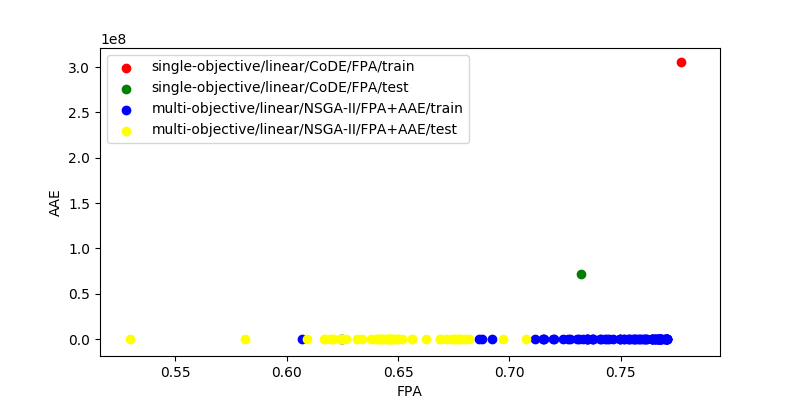 1e8
single-objective/linear/CoDE/FPA/train
single-objective/linear/CoDE/FPA/test
multi-objective/linear/NSGA-II/FPA+AAE/train
multi-objective/linear/NSGA-II/FPA+AAE/test
3.0
2.5
2.0
1.5
1.0
0.5
0.0
AAE
0.55 0.60 0.65 0.70 0.75
FPA